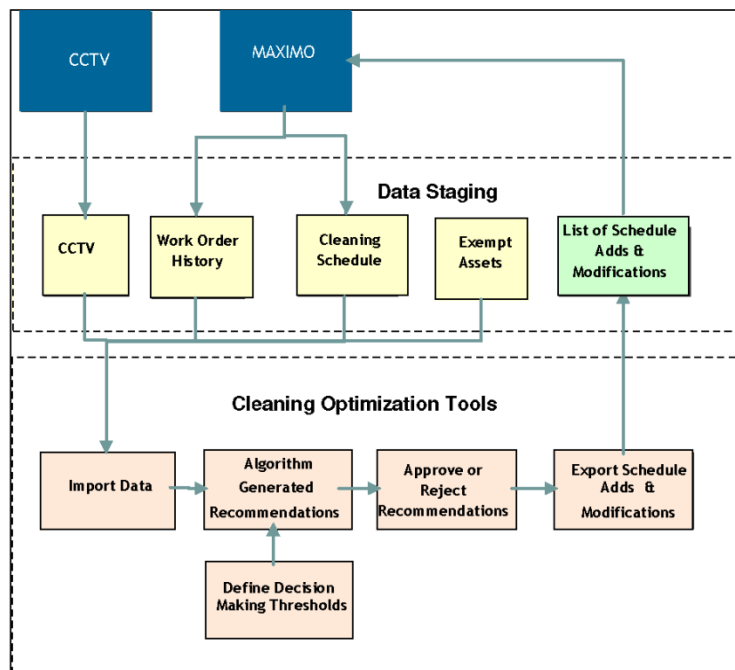 CCTV
MAXIMO
Data Staging
CCTV
Work Order
History
Cleaning
Schedule
Exempt
Assets
List of Schedule
Adds &
Modifications
Cleaning Optimization Tools
Import Data
Algorithm
Generated
Recommendations
Approve or
Reject
Recommendations
Export Schedule
Adds &
Modifications
Define Decision
Making Thresholds